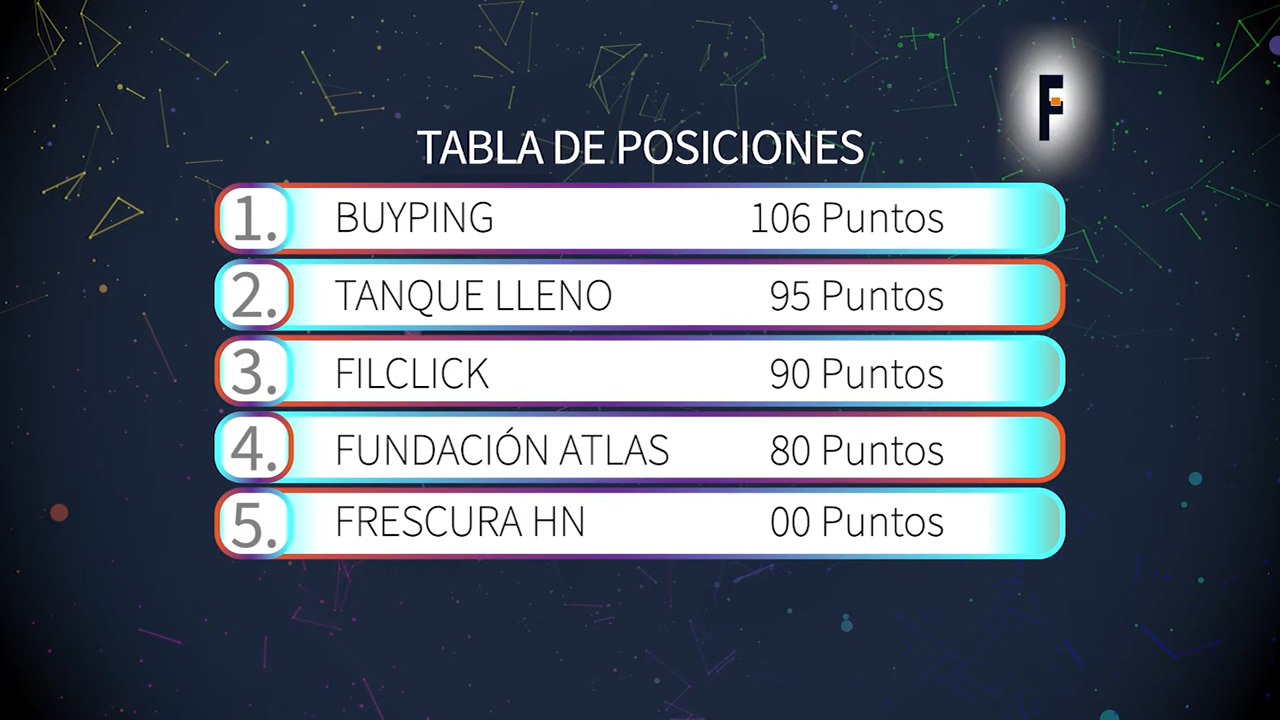 F
TABLA DE POSICIONES
1. BUYPING 106 Puntos
2. TANQUE LLENO 95 Puntos
3. FILCLICK 90 Puntos
4. FUNDACIÓN ATLAS 80 Puntos
5. FRESCURA HN 00 Puntos